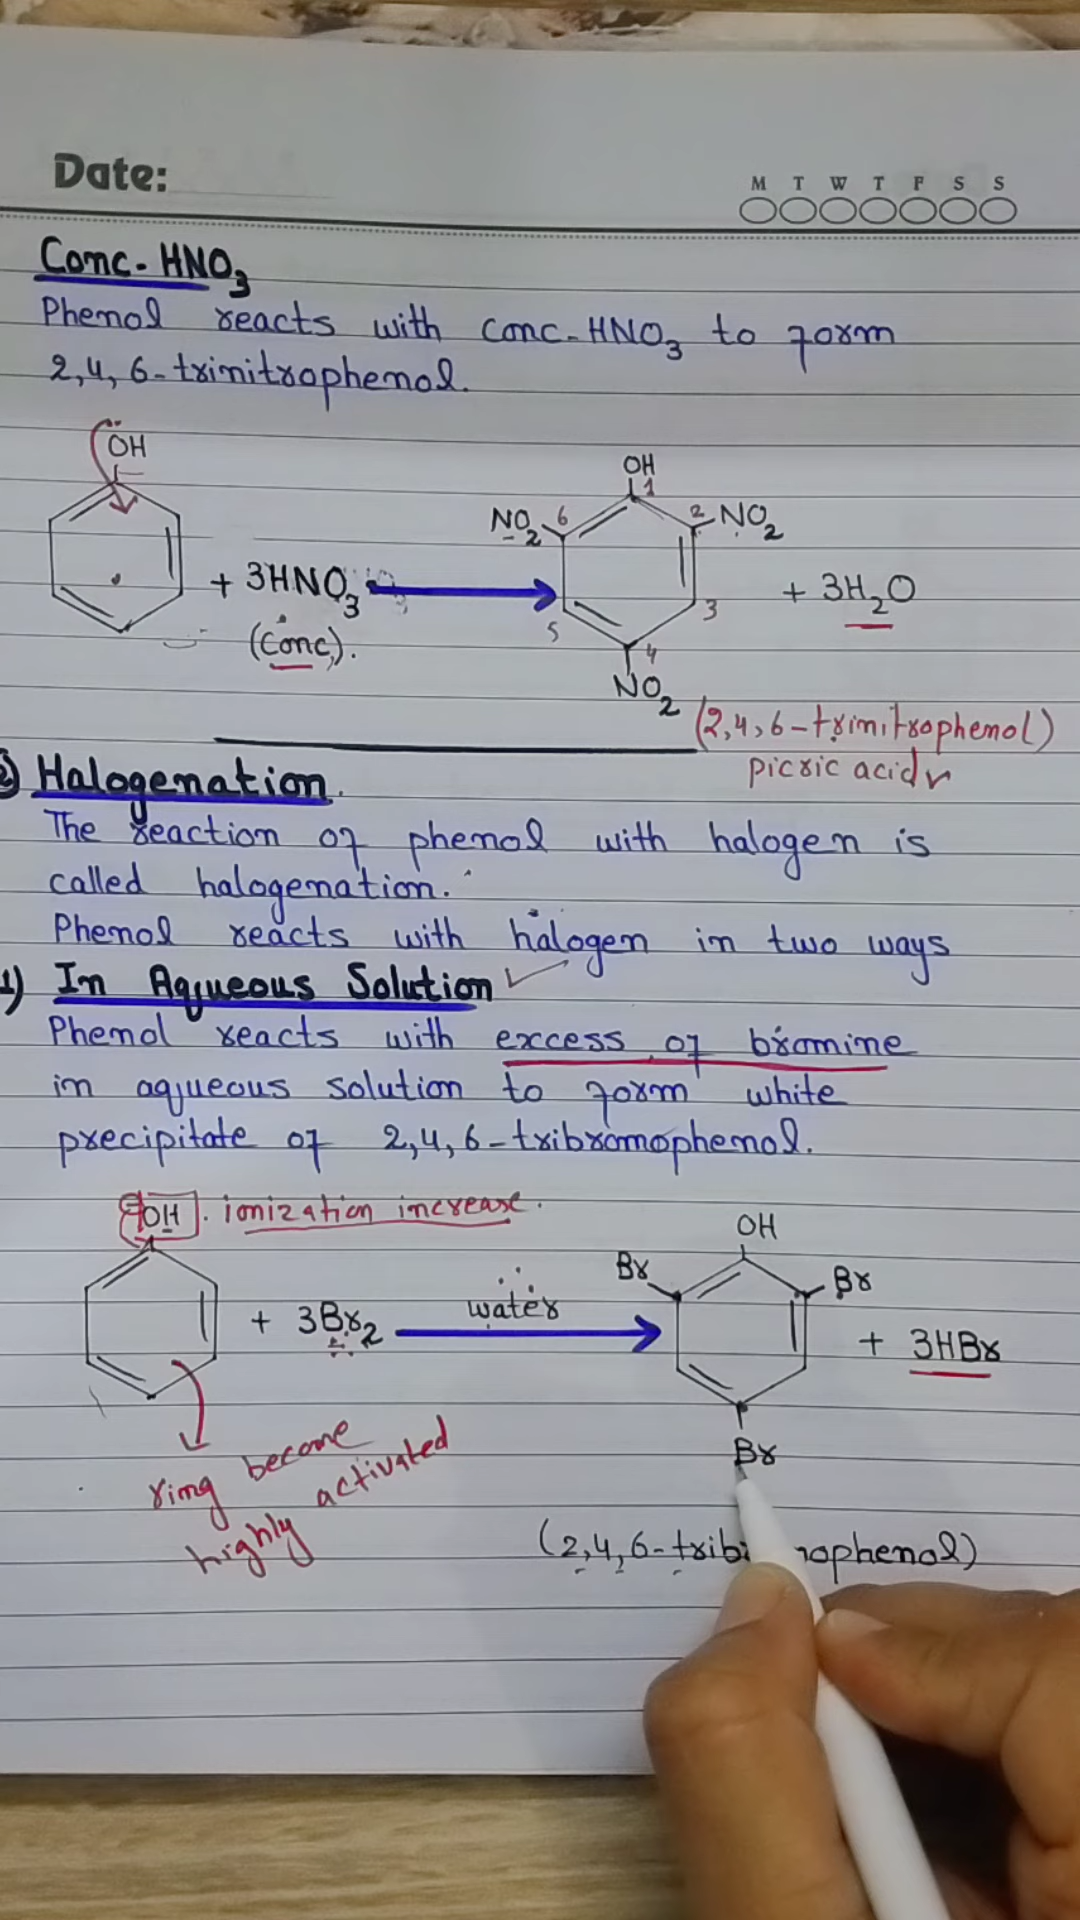 Date:
M T W T F S S
Conc-HNO₃
Phenol reacts with conc-HNO₃ to form
2,4,6-trinitrophenol.
OH
OH
1
NO₂ 6
2 NO₂
+ 3HNO₃
+ 3H₂O
(conc).
5
3
4
NO₂
(2,4,6-trinitrophenol)
picric acid
Halogenation.
The reaction of phenol with halogen is
called halogenation.
Phenol reacts with halogen in two ways
1) In Aqueous Solution
Phenol reacts with excess of bromine
in aqueous solution to form white
precipitate of 2,4,6-tribromophenol.
OH. ionization increase.
OH
Br
Br
+ 3Br₂
water
+ 3HBr
ring become
highly activated
Br
(2,4,6-